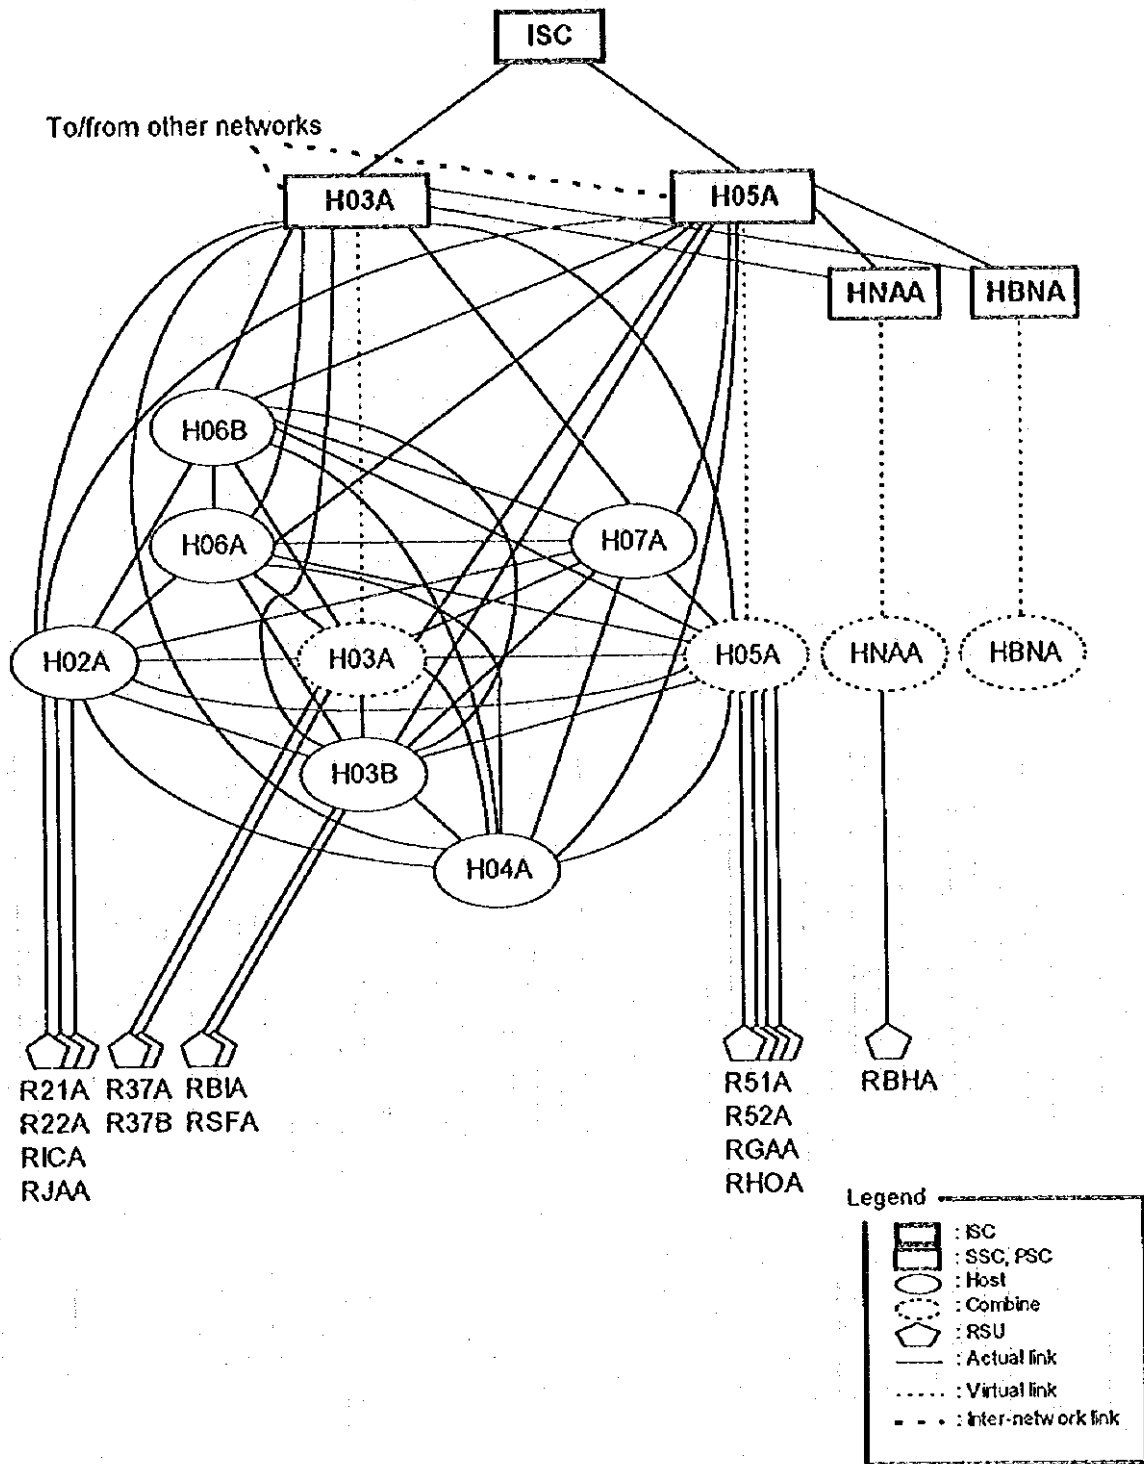 ISC
To/from other networks
H03A
H05A
HNAA
HBNA
H06B
H06A
H07A
H02A
H03A
H05A
HNAA
HBNA
H03B
H04A
R21A R37A RBIA
R22A R37B RSFA
RICA
RJAA
R51A
R52A
RGAA
RHOA
RBHA
Legend
: ISC
: SSC, PSC
: Host
: Combine
: RSU
: Actual link
: Virtual link
: Inter-network link